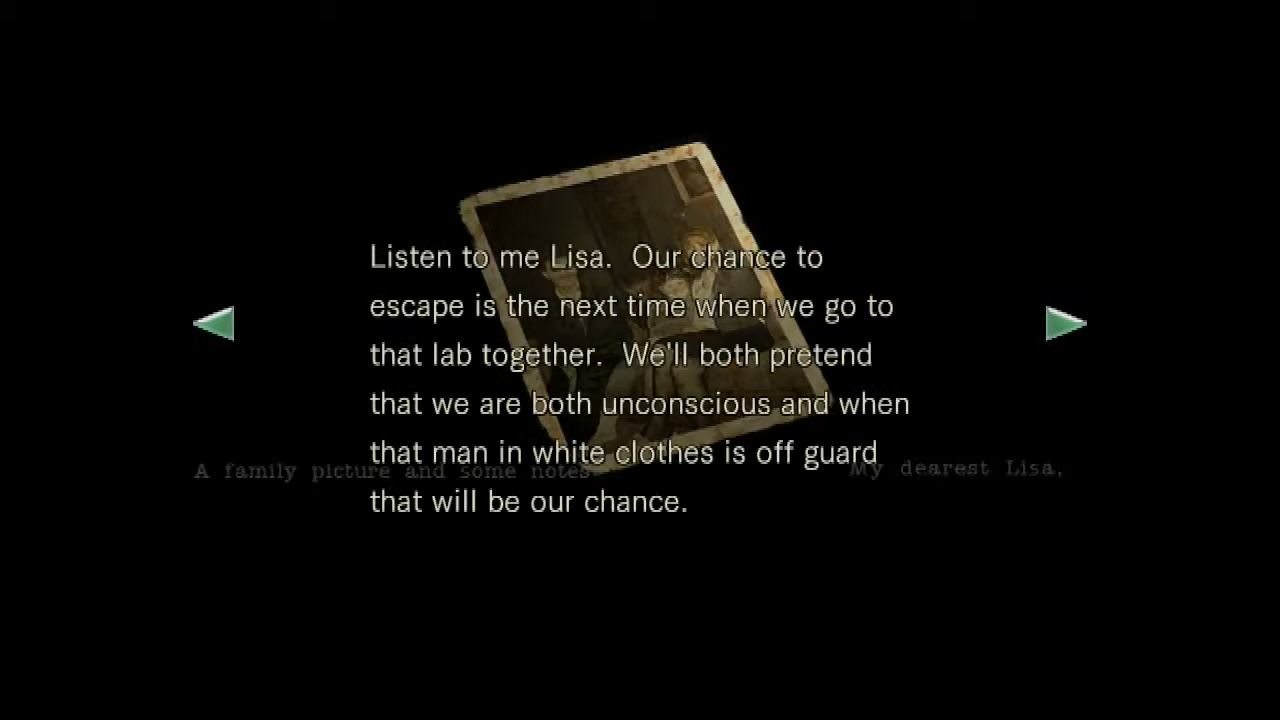 Listen to me Lisa.  Our chance to
escape is the next time when we go to
that lab together.  We'll both pretend
that we are both unconscious and when
that man in white clothes is off guard
that will be our chance.
A family picture and some notes
My dearest Lisa,